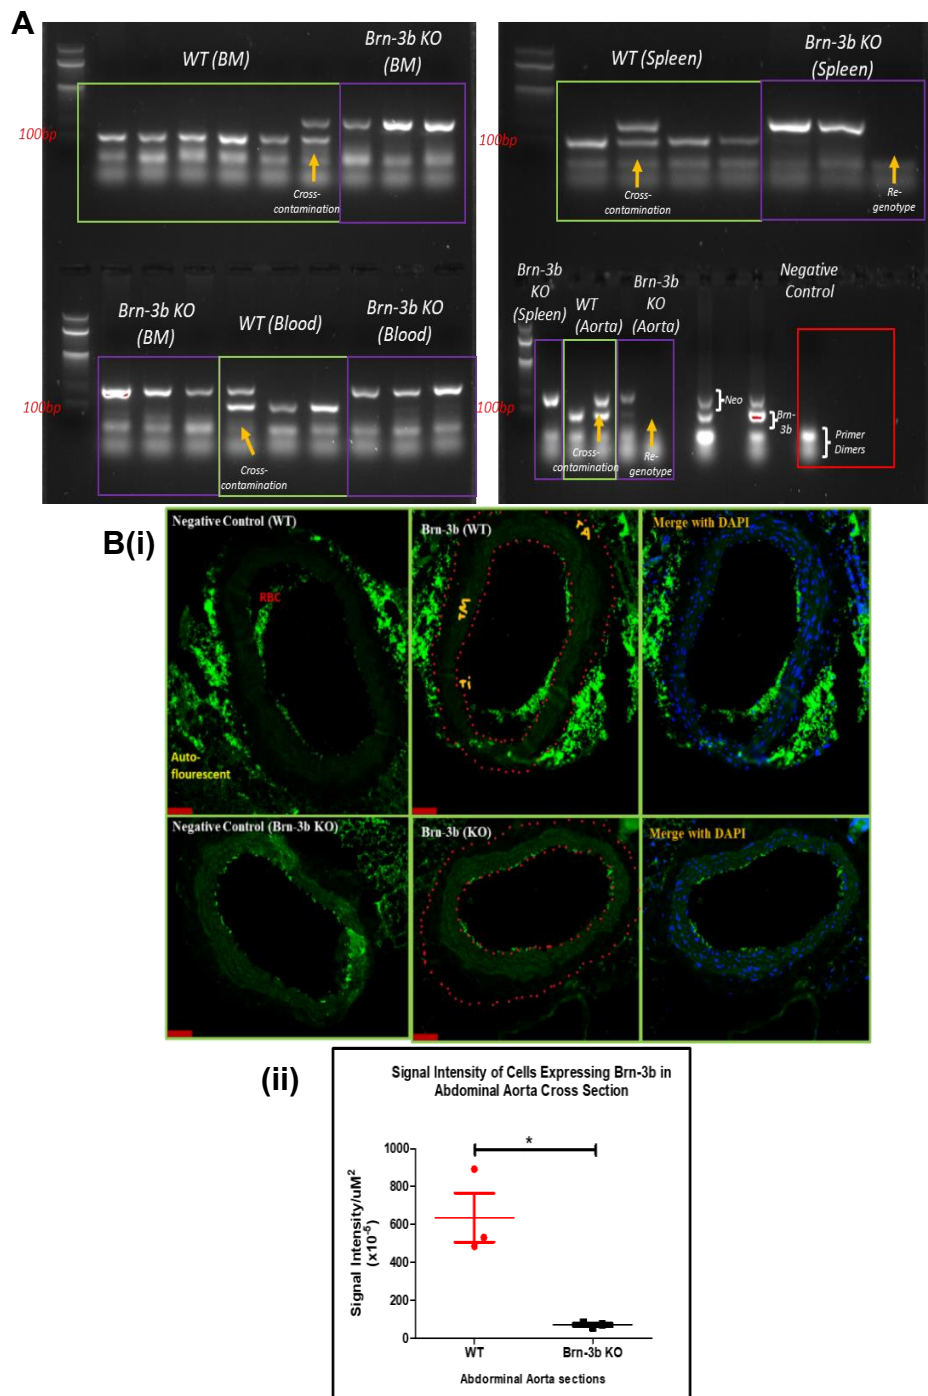 A
WT (BM)
Brn-3b KO
(BM)
100bp
Cross-
contamination
Brn-3b KO
(BM)
WT (Blood)
Brn-3b KO
(Blood)
100bp
Cross-
contamination
WT (Spleen)
Brn-3b KO
(Spleen)
100bp
Cross-
contamination
Re-
genotype
Brn-3b
KO
(Spleen)
WT
(Aorta)
Brn-3b
KO
(Aorta)
Negative
Control
100bp
Cross-
contamination
Re-
genotype
Neo
Brn-
3b
Primer
Dimers
B(i)
Negative Control (WT)
RBC
Auto-
flourescent
Brn-3b (WT)
TA
TM
Ti
Merge with DAPI
Negative Control (Brn-3b KO)
Brn-3b (KO)
Merge with DAPI
(ii)
Signal Intensity of Cells Expressing Brn-3b in
Abdominal Aorta Cross Section
*
Signal Intensity/uM²
(x10⁻⁵)
1000
800
600
400
200
0
WT
Brn-3b KO
Abdorminal Aorta sections